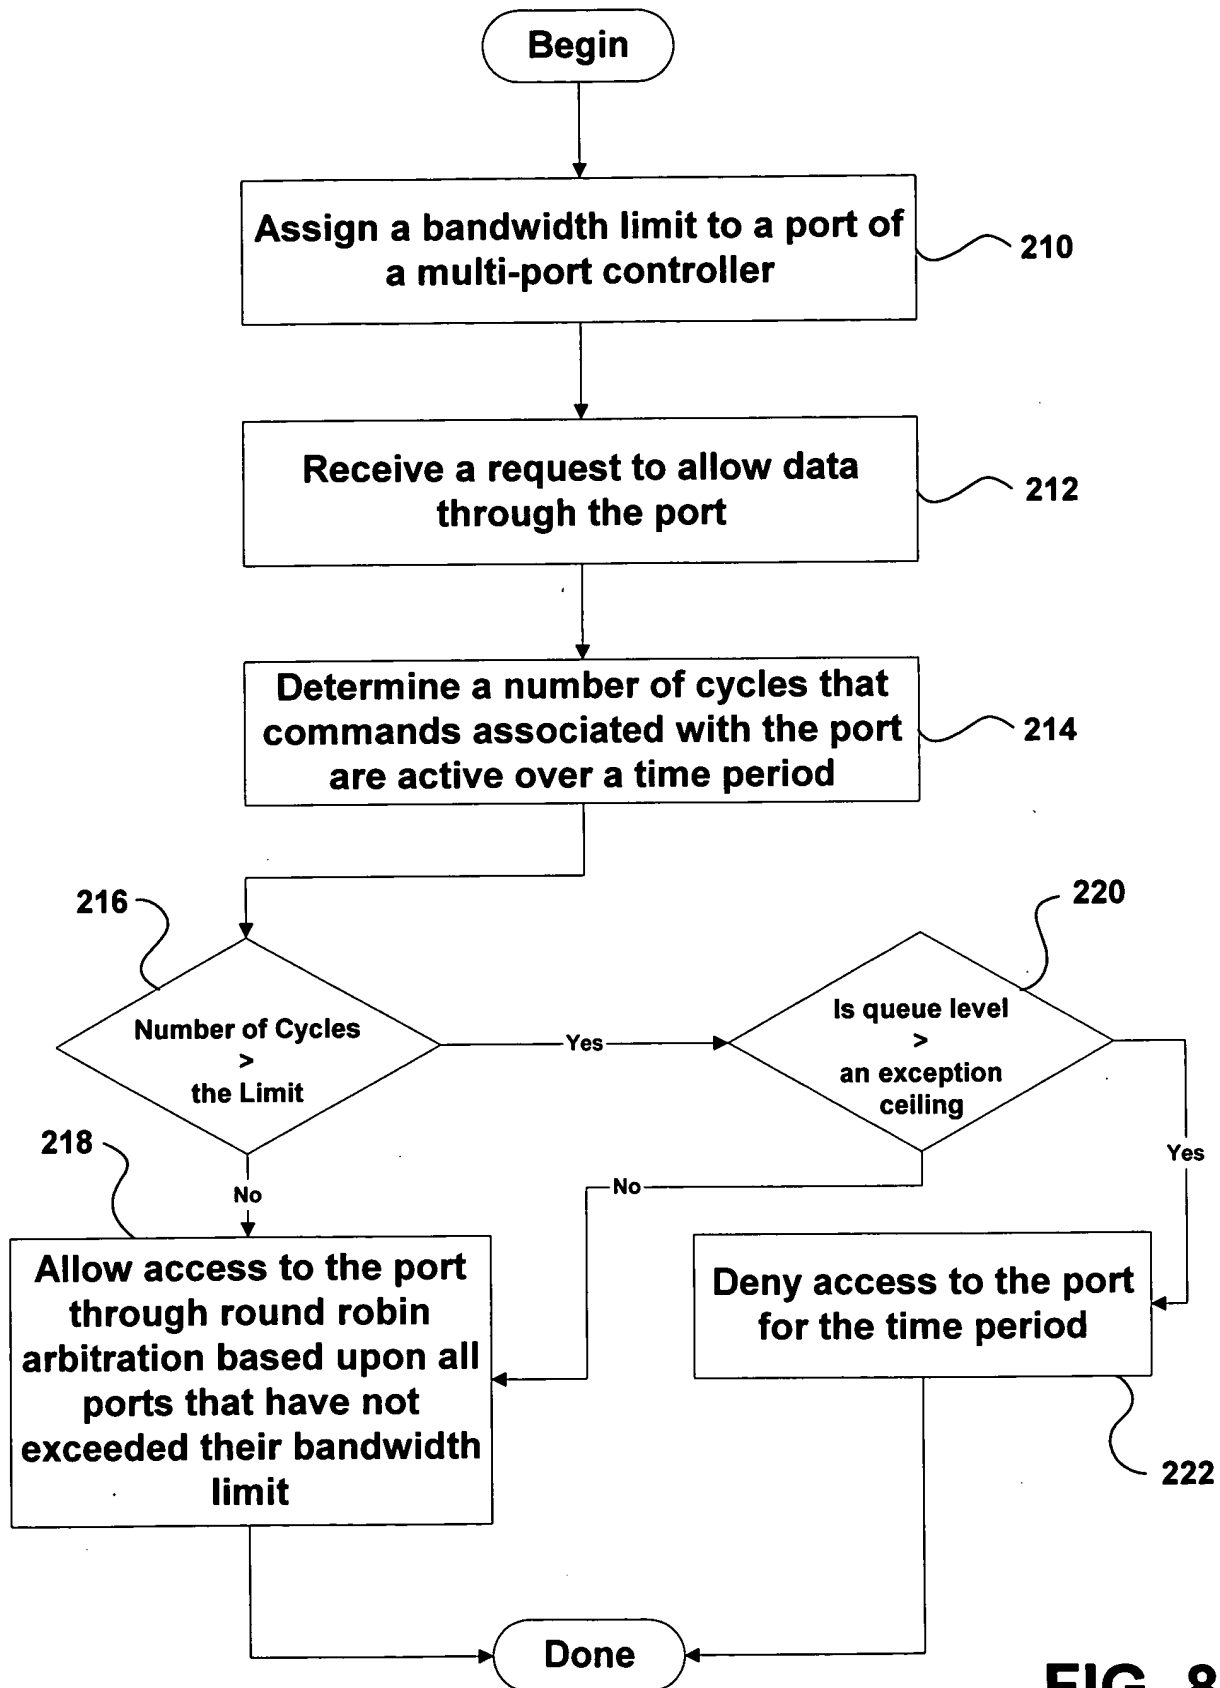 Begin
Assign a bandwidth limit to a port of
a multi-port controller
210
Receive a request to allow data
through the port
212
Determine a number of cycles that
commands associated with the port
are active over a time period
214
216
220
Number of Cycles
>
the Limit
Yes
Is queue level
>
an exception
ceiling
Yes
218
No
No
Allow access to the port
through round robin
arbitration based upon all
ports that have not
exceeded their bandwidth
limit
Deny access to the port
for the time period
222
Done
FIG. 8